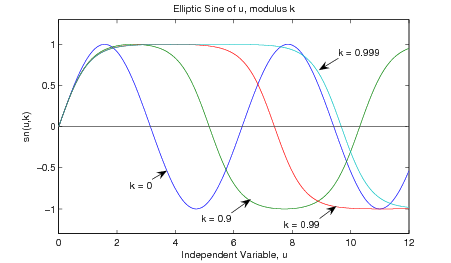 Elliptic Sine of u, modulus k
sn(u,k)
1
0.5
0
−0.5
−1
k = 0.999
k = 0
k = 0.9
k = 0.99
0 2 4 6 8 10 12
Independent Variable, u